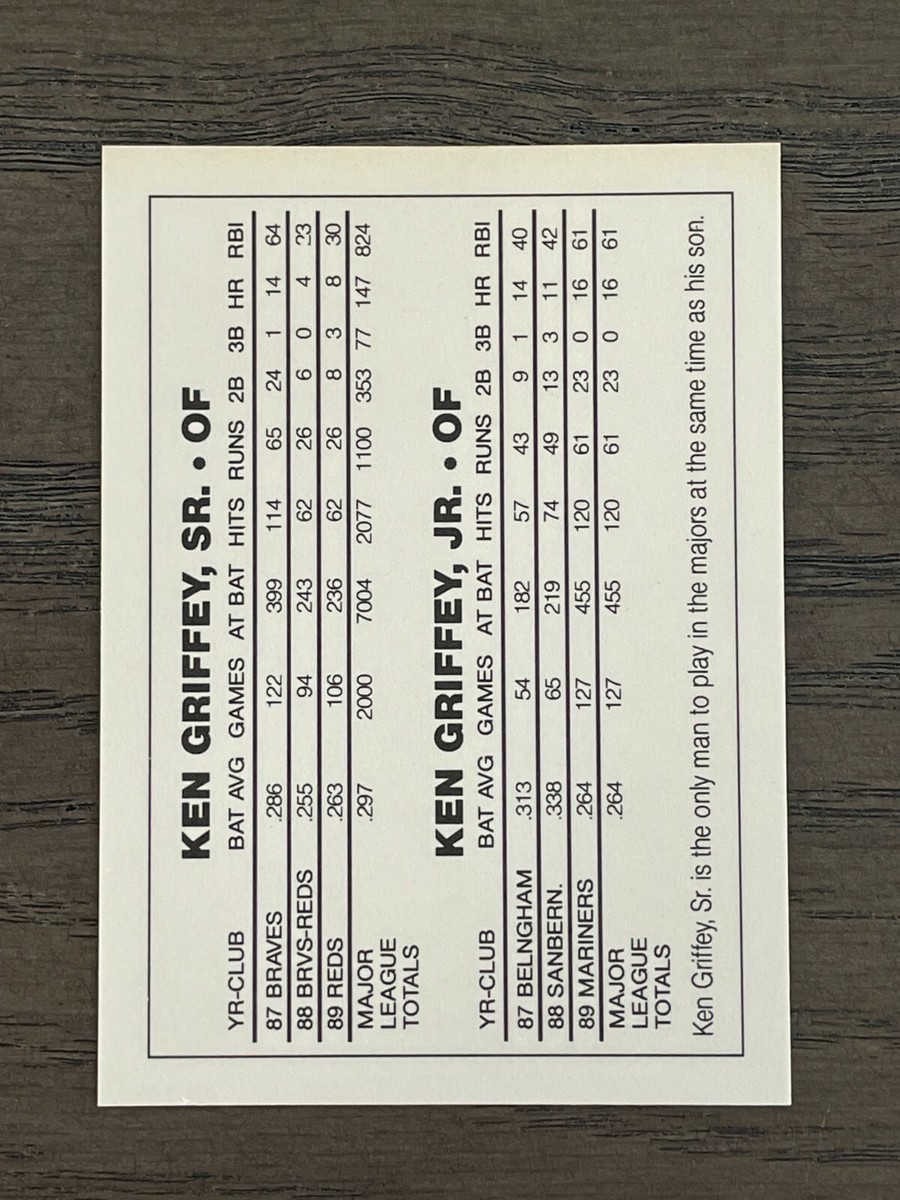 KEN GRIFFEY, SR. • OF
YR-CLUB BAT AVG GAMES AT BAT HITS RUNS 2B 3B HR RBI
87 BRAVES .286 122 399 114 65 24 1 14 64
88 BRVS-REDS .255 94 243 62 26 6 0 4 23
89 REDS .263 106 236 62 26 8 3 8 30
MAJOR .297 2000 7004 2077 1100 353 77 147 824
LEAGUE
TOTALS
KEN GRIFFEY, JR. • OF
YR-CLUB BAT AVG GAMES AT BAT HITS RUNS 2B 3B HR RBI
87 BELNGHAM .313 54 182 57 43 9 1 14 40
88 SANBERN. .338 65 219 74 49 13 3 11 42
89 MARINERS .264 127 455 120 61 23 0 16 61
MAJOR .264 127 455 120 61 23 0 16 61
LEAGUE
TOTALS
Ken Griffey, Sr. is the only man to play in the majors at the same time as his son.